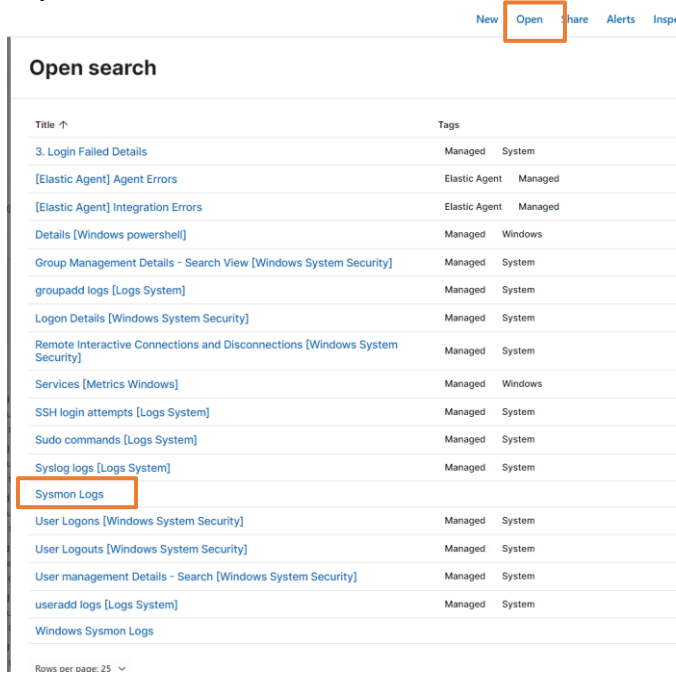 New Open Share Alerts Inspe
Open search
Title ↑ Tags
3. Login Failed Details Managed System
[Elastic Agent] Agent Errors Elastic Agent Managed
[Elastic Agent] Integration Errors Elastic Agent Managed
Details [Windows powershell] Managed Windows
Group Management Details - Search View [Windows System Security] Managed System
groupadd logs [Logs System] Managed System
Logon Details [Windows System Security] Managed System
Remote Interactive Connections and Disconnections [Windows System
Security] Managed System
Services [Metrics Windows] Managed Windows
SSH login attempts [Logs System] Managed System
Sudo commands [Logs System] Managed System
Syslog logs [Logs System] Managed System
Sysmon Logs
User Logons [Windows System Security] Managed System
User Logouts [Windows System Security] Managed System
User management Details - Search [Windows System Security] Managed System
useradd logs [Logs System] Managed System
Windows Sysmon Logs
Rows per page: 25